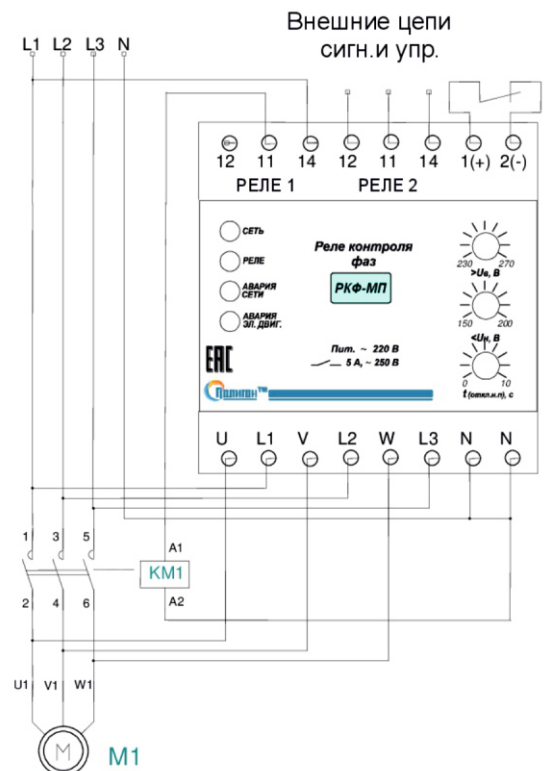 Внешние цепи
сигн.и упр.
L1 L2 L3 N
12 11 14 12 11 14 1(+) 2(-)
РЕЛЕ 1 РЕЛЕ 2
СЕТЬ
РЕЛЕ
АВАРИЯ
СЕТИ
АВАРИЯ
ЭЛ. ДВИГ.
Реле контроля
фаз
РКФ-МП
Пит. ~ 220 В
5 А, ~ 250 В
230 270
>Uв, В
150 200
<Uн, В
0 10
t (откл.н.п), с
EAC
Полигон™
U L1 V L2 W L3 N N
1 3 5
A1
KM1
A2
2 4 6
U1 V1 W1
M
M1